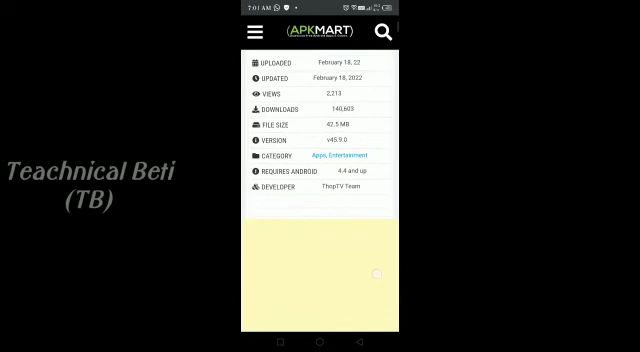 7:01 AM
(APKMART)
UPLOADED February 18, 22
UPDATED February 18, 2022
VIEWS 2,213
DOWNLOADS 140,603
FILE SIZE 42.5 MB
VERSION v45.9.0
CATEGORY Apps, Entertainment
REQUIRES ANDROID 4.4 and up
DEVELOPER ThopTV Team
Teachnical Beti
(TB)